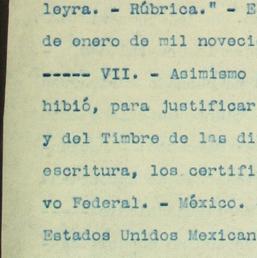 leyra. - Rúbrica." - E
de enero de mil noveci
----- VII. - Asimismo
hibió, para justificar
y del Timbre de las di
escritura, los certifi
vo Federal. - México.
Estados Unidos Mexican